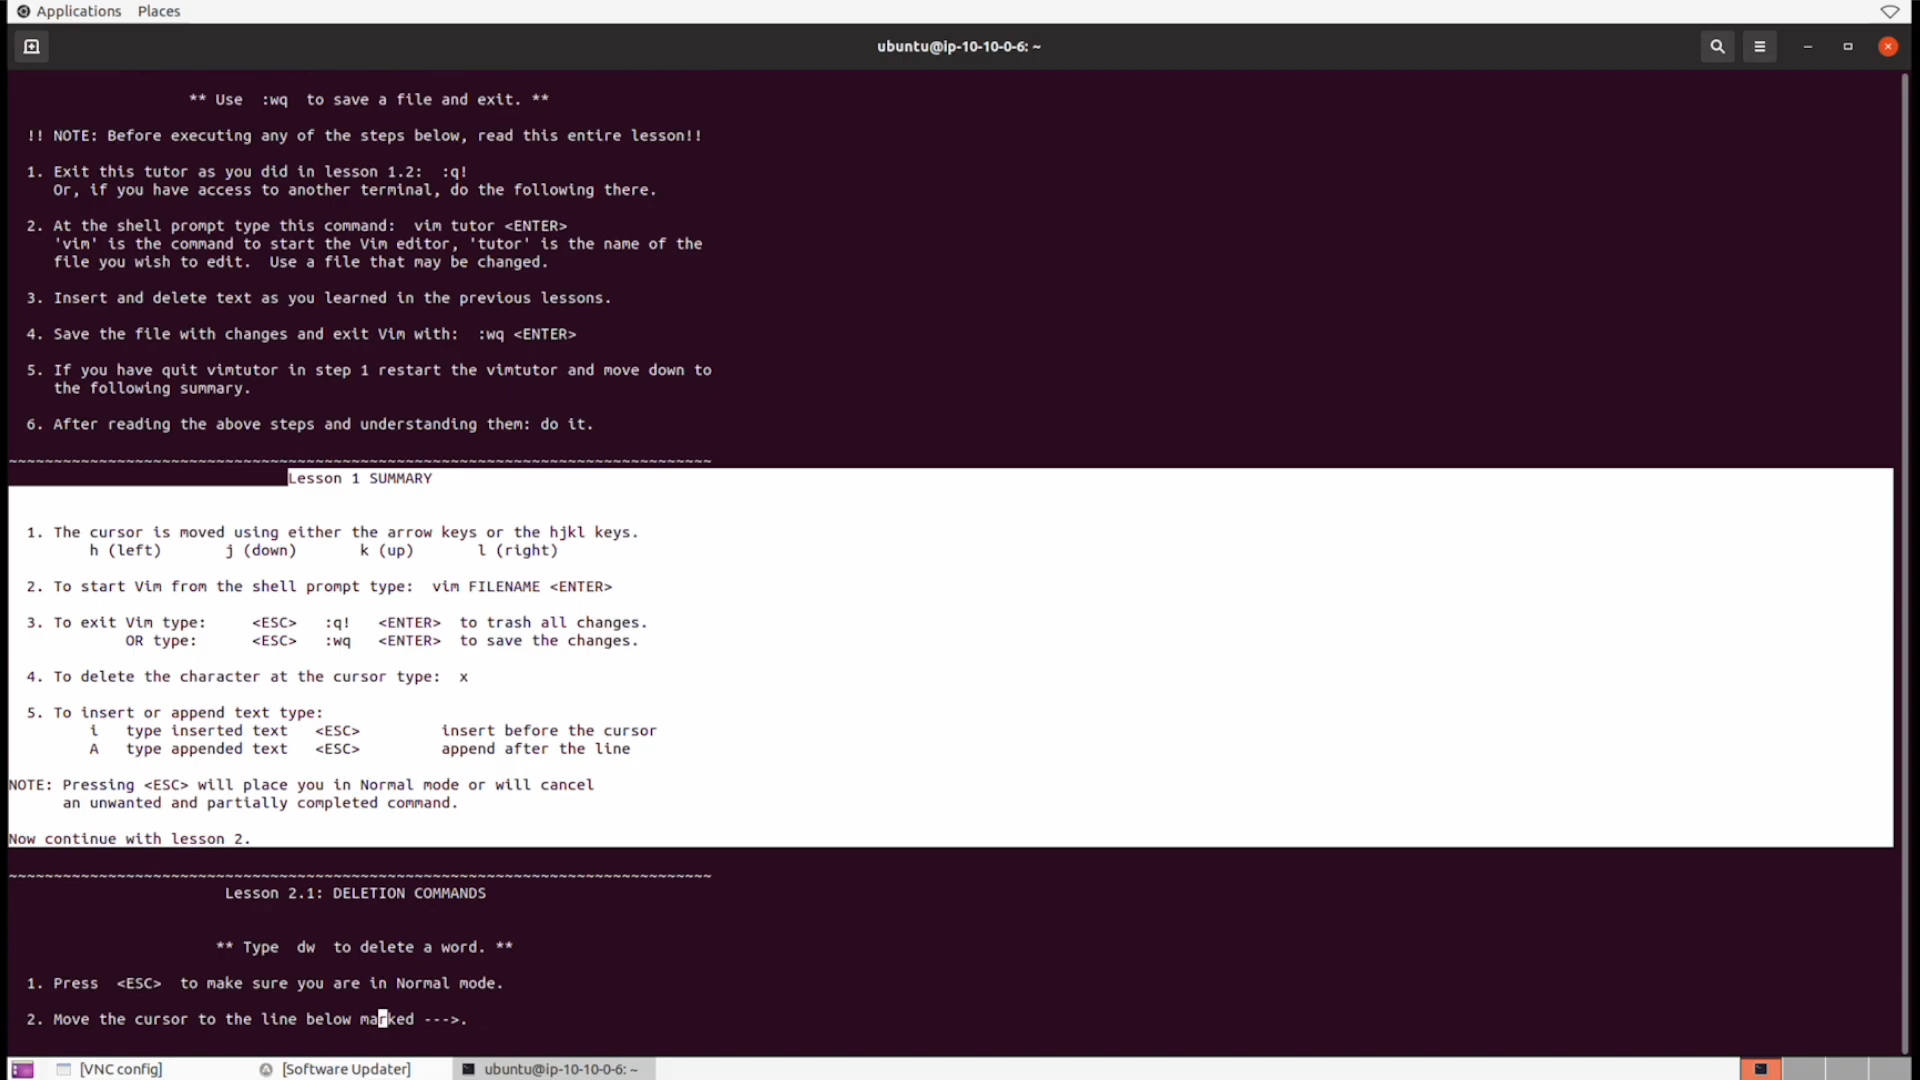 Applications Places
ubuntu@ip-10-10-0-6: ~
** Use :wq to save a file and exit. **
!! NOTE: Before executing any of the steps below, read this entire lesson!!
1. Exit this tutor as you did in lesson 1.2: :q!
Or, if you have access to another terminal, do the following there.
2. At the shell prompt type this command: vim tutor <ENTER>
'vim' is the command to start the Vim editor, 'tutor' is the name of the
file you wish to edit. Use a file that may be changed.
3. Insert and delete text as you learned in the previous lessons.
4. Save the file with changes and exit Vim with: :wq <ENTER>
5. If you have quit vimtutor in step 1 restart the vimtutor and move down to
the following summary.
6. After reading the above steps and understanding them: do it.
~~~~~~~~~~~~~~~~~~~~~~~~~~~~~~~~~~~~~~~~~~~~~~~~~~~~~~~~~~~~~~~~~~~~~~~~~~~~~~
Lesson 1 SUMMARY
1. The cursor is moved using either the arrow keys or the hjkl keys.
h (left) j (down) k (up) l (right)
2. To start Vim from the shell prompt type: vim FILENAME <ENTER>
3. To exit Vim type: <ESC> :q! <ENTER> to trash all changes.
OR type: <ESC> :wq <ENTER> to save the changes.
4. To delete the character at the cursor type: x
5. To insert or append text type:
i type inserted text <ESC> insert before the cursor
A type appended text <ESC> append after the line
NOTE: Pressing <ESC> will place you in Normal mode or will cancel
an unwanted and partially completed command.
Now continue with lesson 2.
~~~~~~~~~~~~~~~~~~~~~~~~~~~~~~~~~~~~~~~~~~~~~~~~~~~~~~~~~~~~~~~~~~~~~~~~~~~~~~
Lesson 2.1: DELETION COMMANDS
** Type dw to delete a word. **
1. Press <ESC> to make sure you are in Normal mode.
2. Move the cursor to the line below marked --->.
[VNC config] [Software Updater] ubuntu@ip-10-10-0-6: ~